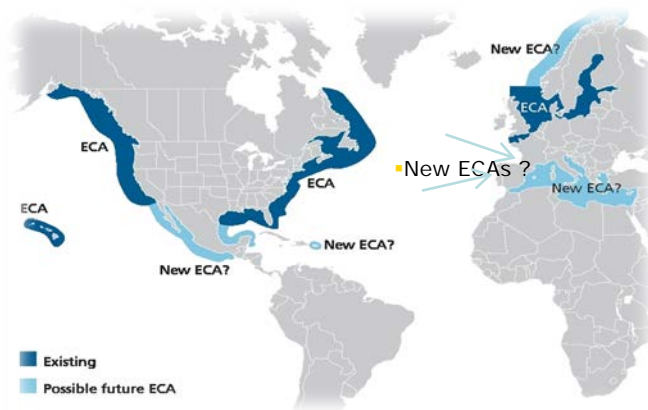 New ECA?
ECA
ECA
▪New ECAs ?
ECA
New ECA?
ECA
New ECA?
New ECA?
Existing
Possible future ECA